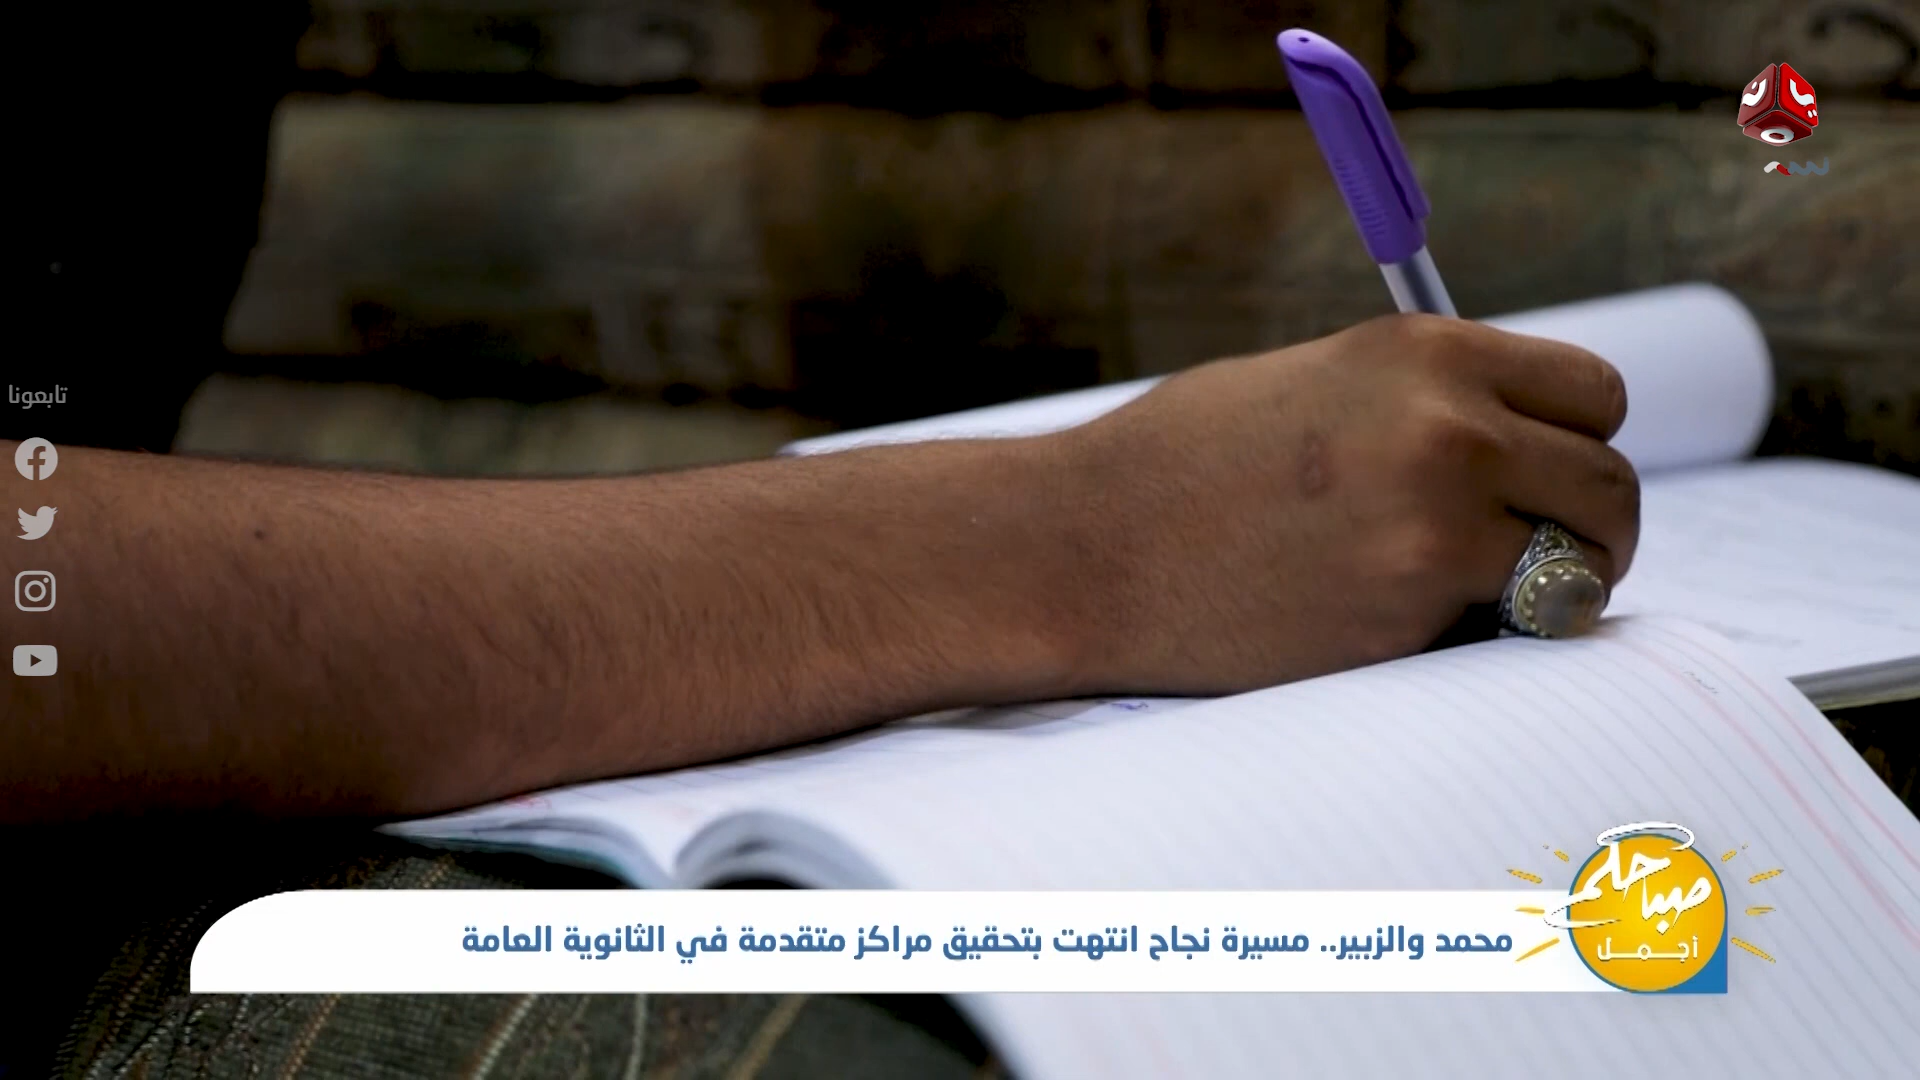 تابعونا
صباحكم
أجمل
محمد والزبير.. مسيرة نجاح انتهت بتحقيق مراكز متقدمة في الثانوية العامة